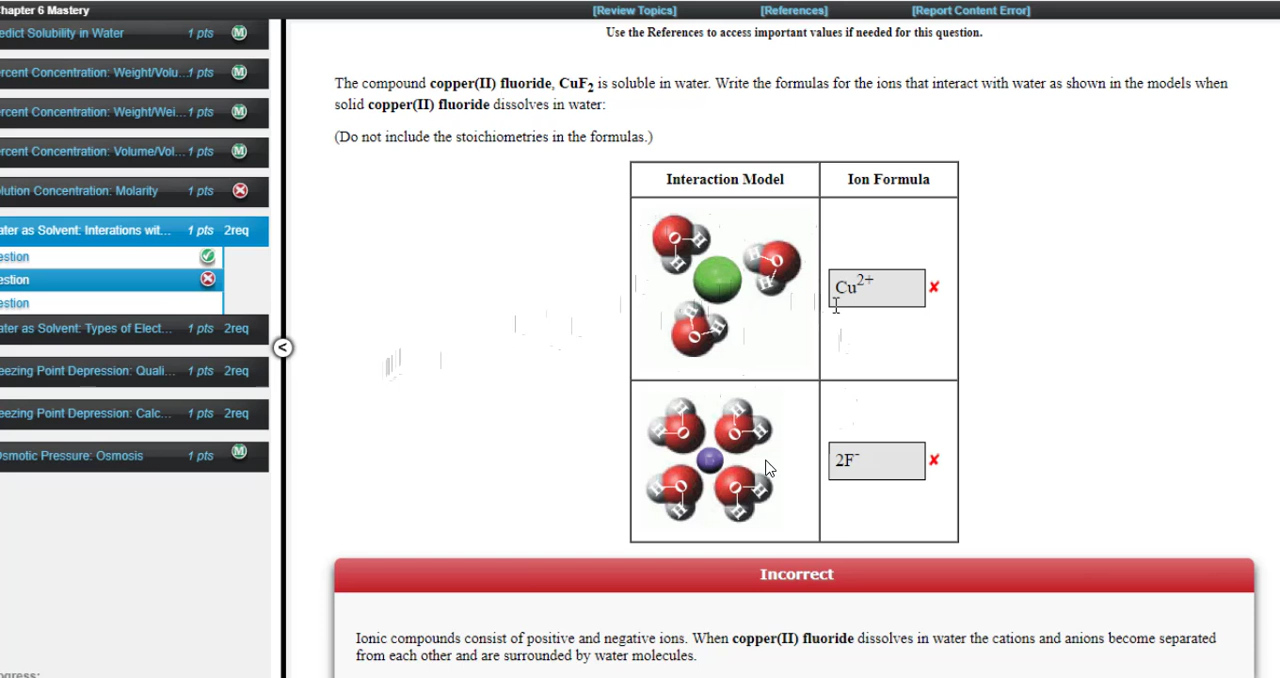 hapter 6 Mastery
[Review Topics]
[References]
[Report Content Error]
edict Solubility in Water 1 pts M
ercent Concentration: Weight/Volu... 1 pts M
ercent Concentration: Weight/Wei... 1 pts M
ercent Concentration: Volume/Vol... 1 pts M
lution Concentration: Molarity 1 pts
ater as Solvent: Interations wit... 1 pts 2req
estion
estion
estion
ater as Solvent: Types of Elect... 1 pts 2req
eezing Point Depression: Quali... 1 pts 2req
eezing Point Depression: Calc... 1 pts 2req
Osmotic Pressure: Osmosis 1 pts M
<
Use the References to access important values if needed for this question.
The compound copper(II) fluoride, CuF₂ is soluble in water. Write the formulas for the ions that interact with water as shown in the models when
solid copper(II) fluoride dissolves in water:
(Do not include the stoichiometries in the formulas.)
Interaction Model Ion Formula
O H
H
H O
H
H
O H
Cu²⁺
H H
H O O H
H O O H
H H
2F⁻
Incorrect
Ionic compounds consist of positive and negative ions. When copper(II) fluoride dissolves in water the cations and anions become separated
from each other and are surrounded by water molecules.